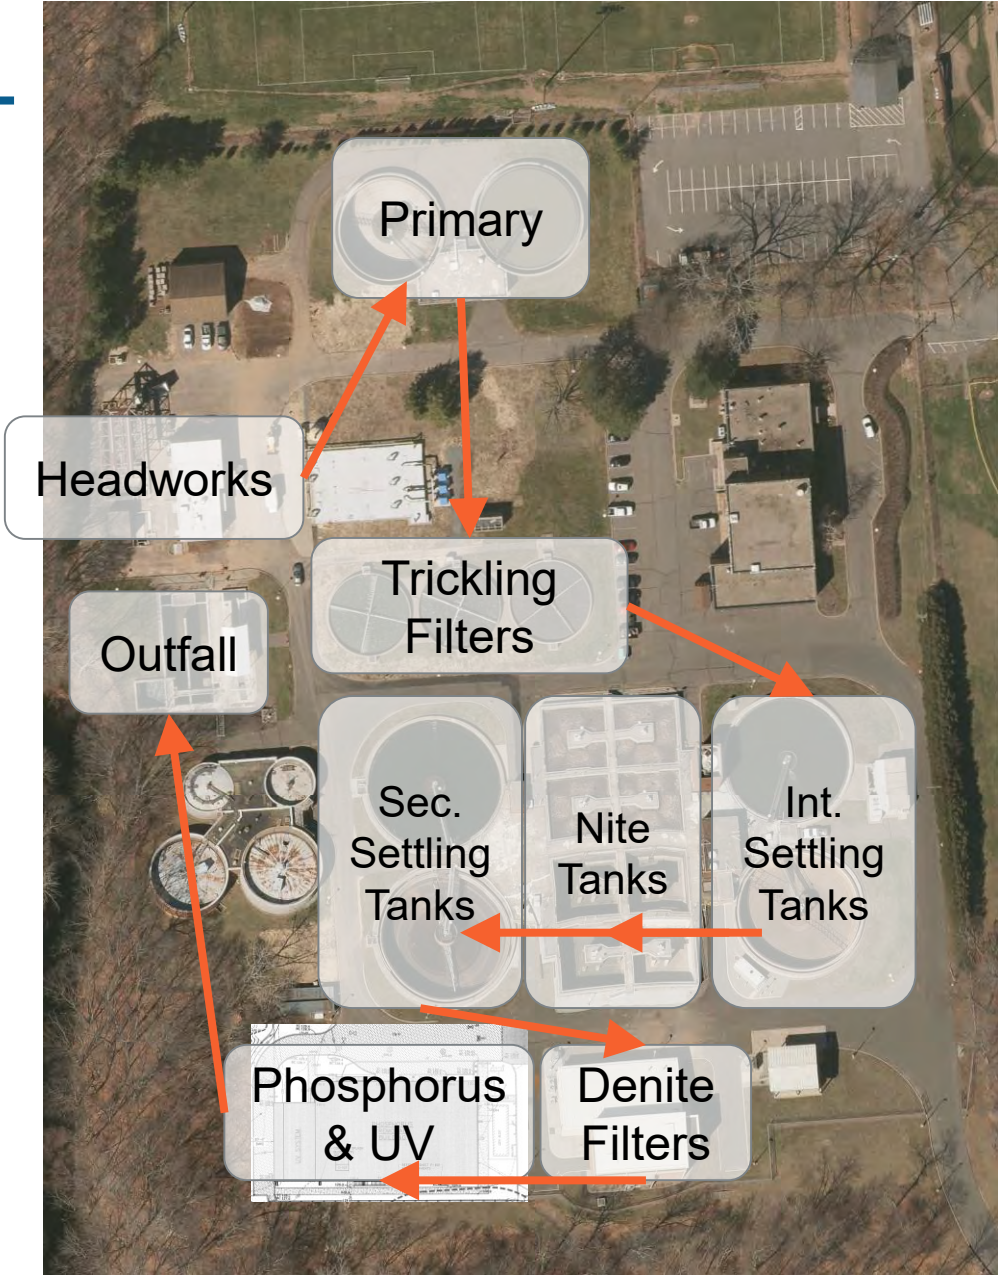 Primary
Headworks
Trickling
Filters
Outfall
Sec.
Settling
Tanks
Nite
Tanks
Int.
Settling
Tanks
Phosphorus
& UV
Denite
Filters